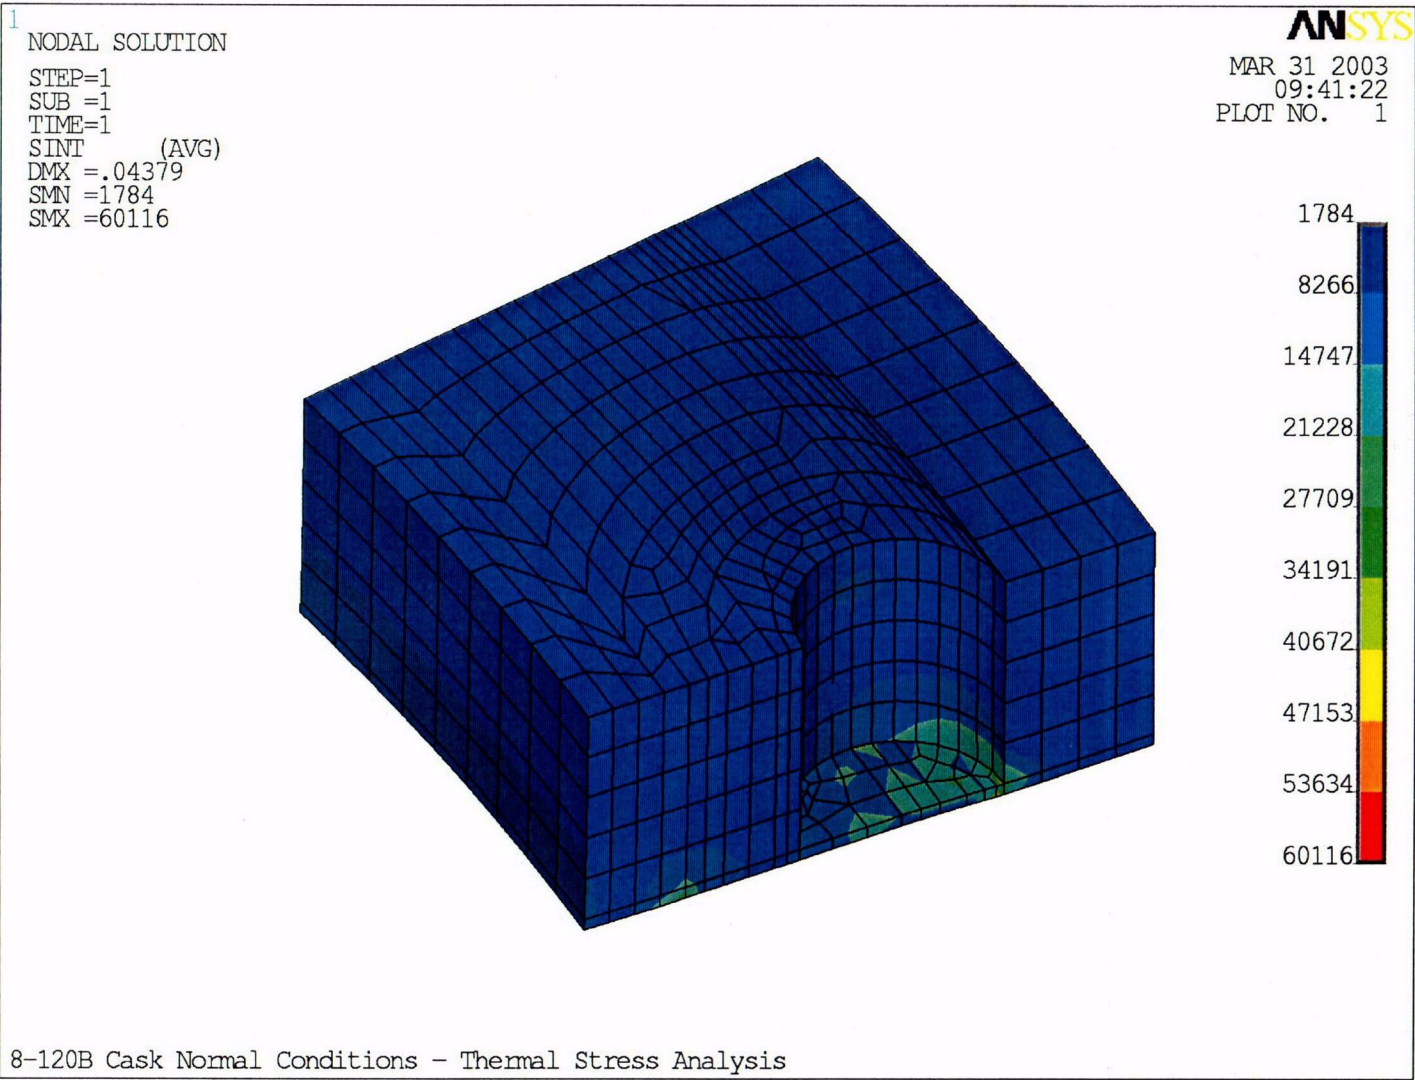 1
NODAL SOLUTION
STEP=1
SUB =1
TIME=1
SINT (AVG)
DMX =.04379
SMN =1784
SMX =60116
ANSYS
MAR 31 2003
09:41:22
PLOT NO. 1
1784
8266
14747
21228
27709
34191
40672
47153
53634
60116
8-120B Cask Normal Conditions - Thermal Stress Analysis